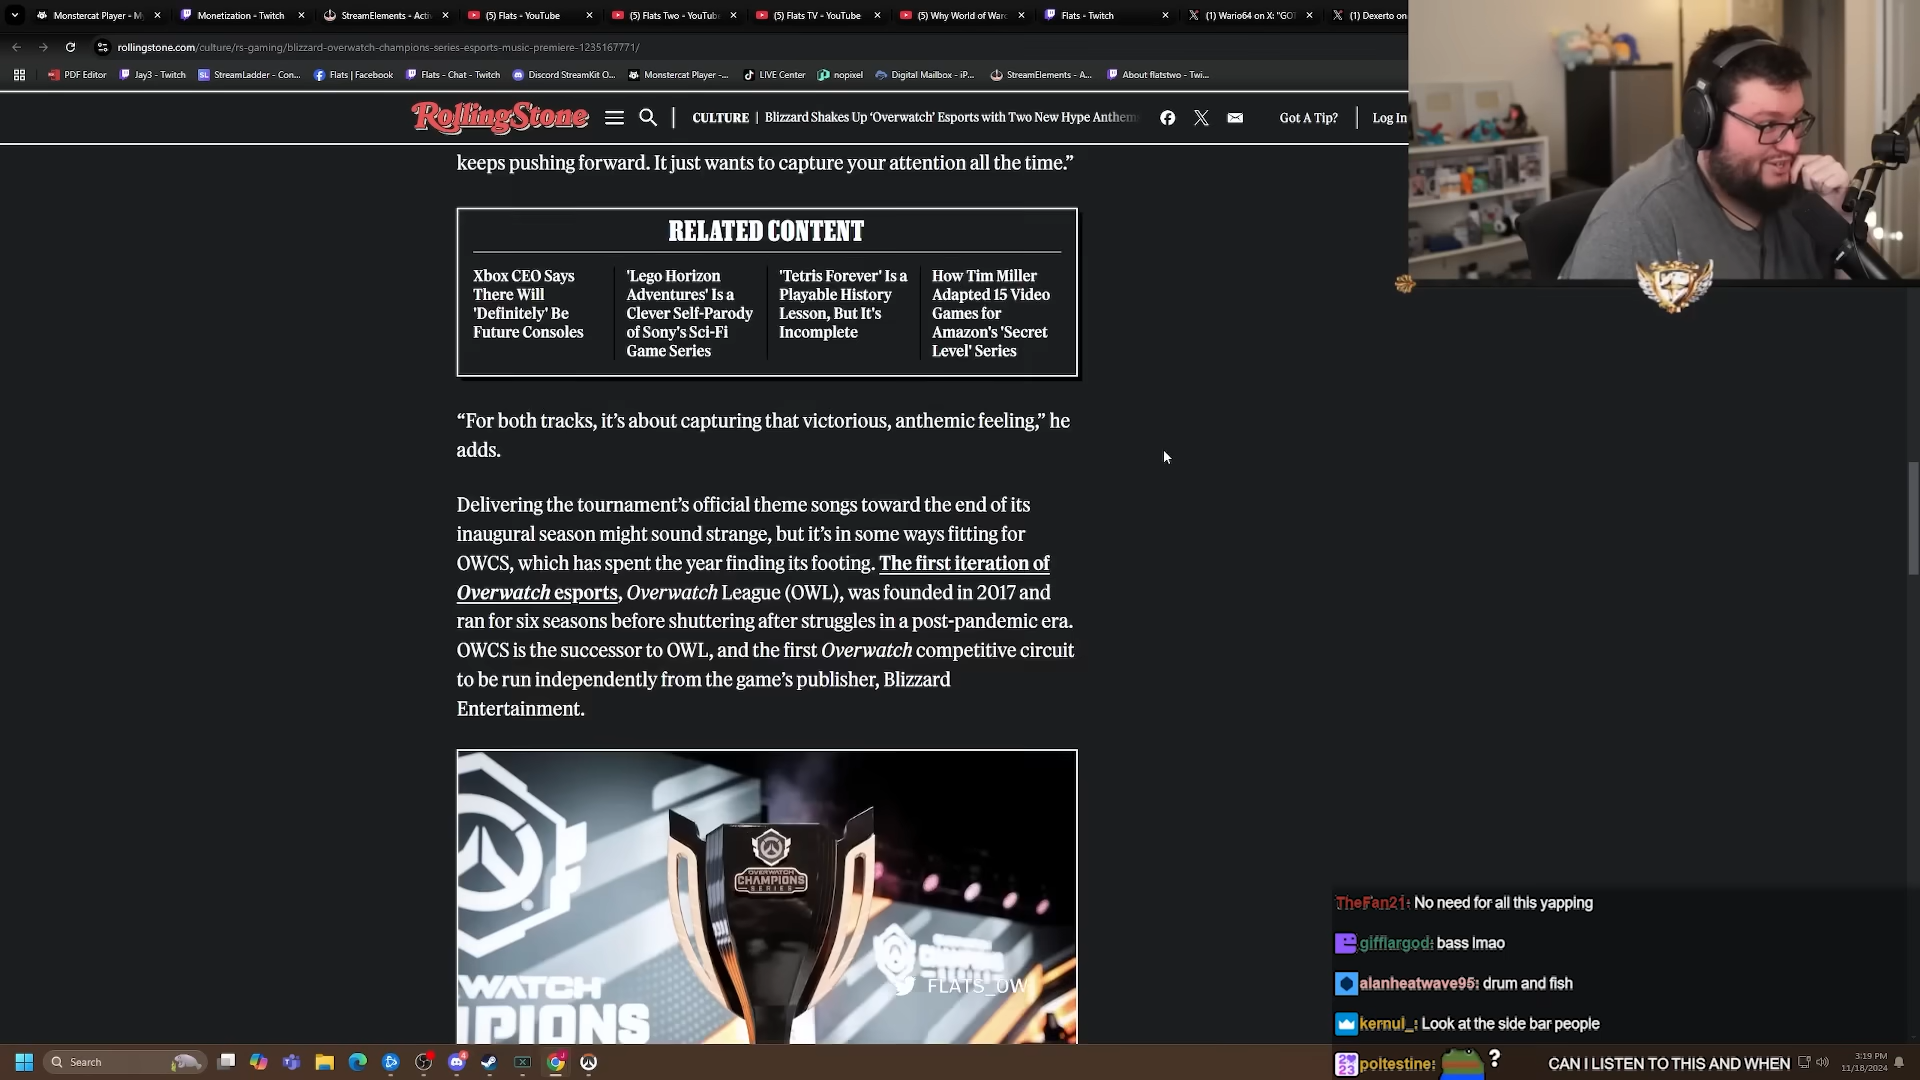 Monstercat Player - M
Monetization - Twitch
StreamElements - Acti
(5) Flats - YouTube
(5) Flats Two - YouTub
(5) Flats TV - YouTube
(5) Why World of Warc
Flats - Twitch
(1) Wario64 on X: "GO
(1) Dexerto on
rollingstone.com/culture/rs-gaming/blizzard-overwatch-champions-series-esports-music-premiere-1235167771/
PDF Editor
Jay3 - Twitch
StreamLadder - Con...
Flats | Facebook
Flats - Chat - Twitch
Discord StreamKit O...
Monstercat Player -...
LIVE Center
nopixel
Digital Mailbox - iP...
StreamElements - A...
About flatstwo - Twi...
RollingStone
CULTURE | Blizzard Shakes Up ‘Overwatch’ Esports with Two New Hype Anthem
Got A Tip?
Log In
keeps pushing forward. It just wants to capture your attention all the time.”
RELATED CONTENT
Xbox CEO Says
There Will
'Definitely' Be
Future Consoles
'Lego Horizon
Adventures' Is a
Clever Self-Parody
of Sony's Sci-Fi
Game Series
'Tetris Forever' Is a
Playable History
Lesson, But It's
Incomplete
How Tim Miller
Adapted 15 Video
Games for
Amazon's 'Secret
Level' Series
“For both tracks, it’s about capturing that victorious, anthemic feeling,” he
adds.
Delivering the tournament’s official theme songs toward the end of its
inaugural season might sound strange, but it’s in some ways fitting for
OWCS, which has spent the year finding its footing. The first iteration of
Overwatch esports, Overwatch League (OWL), was founded in 2017 and
ran for six seasons before shuttering after struggles in a post-pandemic era.
OWCS is the successor to OWL, and the first Overwatch competitive circuit
to be run independently from the game’s publisher, Blizzard
Entertainment.
OVERWATCH
CHAMPIONS
SERIES
WATCH
PIONS
FLATS_OW
TheFan21: No need for all this yapping
gifflargod: bass lmao
alanheatwave95: drum and fish
kernul_: Look at the side bar people
poltestine: ? CAN I LISTEN TO THIS AND WHEN
Search
3:19 PM
11/18/2024